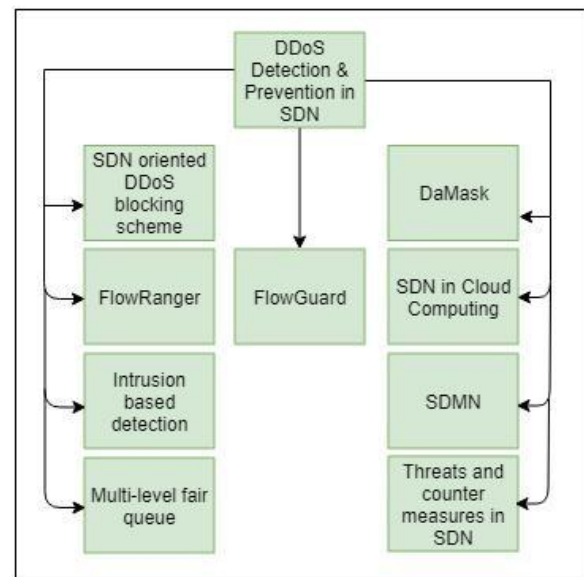 DDoS
Detection &
Prevention in
SDN
SDN oriented
DDoS
blocking
scheme
FlowRanger
Intrusion
based
detection
Multi-level fair
queue
FlowGuard
DaMask
SDN in Cloud
Computing
SDMN
Threats and
counter
measures in
SDN